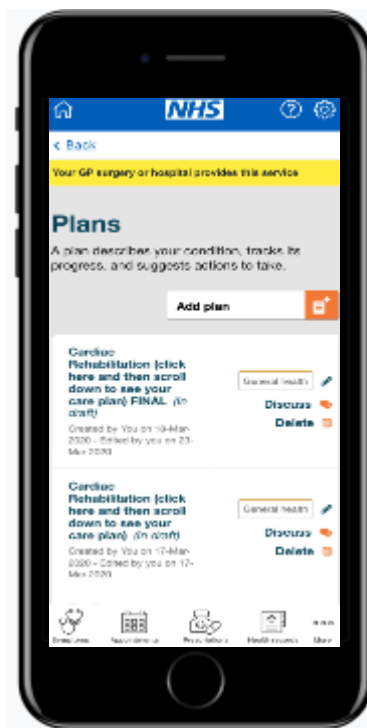 NHS
< Back
Your GP surgery or hospital provides this service
Plans
A plan describes your condition, tracks its
progress, and suggests actions to take.
Add plan
Cardiac
Rehabilitation (click
here and then scroll
down to see your
care plan) FINAL (in
draft)
General health
Discuss
Delete
Created by You on 10-Mar-
2020 - Edited by you on 23-
Mar 2020
Cardiac
Rehabilitation (click
here and then scroll
down to see your
care plan) (in draft)
General health
Discuss
Delete
Created by You on 17-Mar-
2020 - Edited by you on 17-
Mar 2020
Symptoms
Appointments
Prescriptions
Health records
More